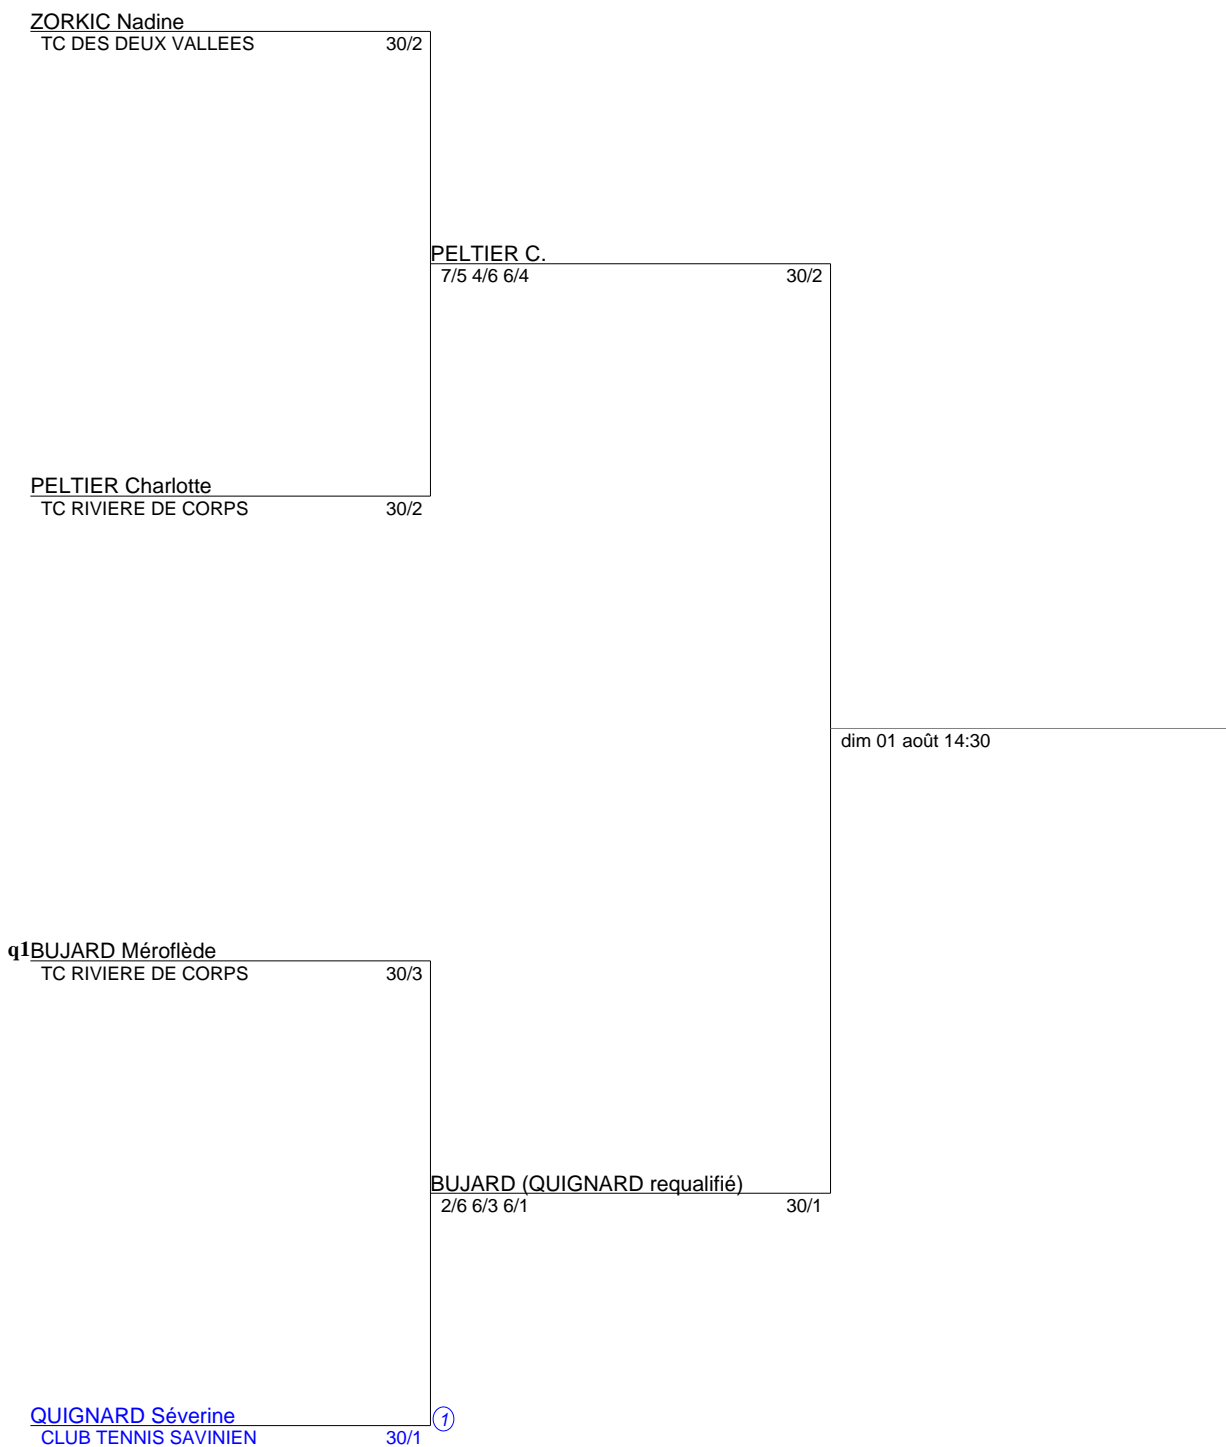 ZORKIC Nadine
TC DES DEUX VALLEES 30/2
PELTIER C.
7/5 4/6 6/4 30/2
PELTIER Charlotte
TC RIVIERE DE CORPS 30/2
dim 01 août 14:30
q1 BUJARD Méroflède
TC RIVIERE DE CORPS 30/3
BUJARD (QUIGNARD requalifié)
2/6 6/3 6/1 30/1
QUIGNARD Séverine 1
CLUB TENNIS SAVINIEN 30/1